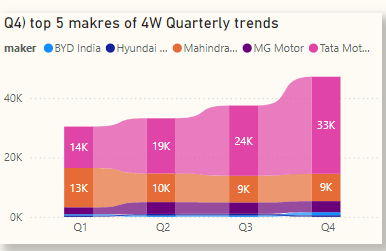 Q4) top 5 makres of 4W Quarterly trends
maker BYD India Hyundai ... Mahindra... MG Motor Tata Mot...
40K
20K
0K
14K 19K 24K 33K
13K 10K 9K 9K
Q1 Q2 Q3 Q4